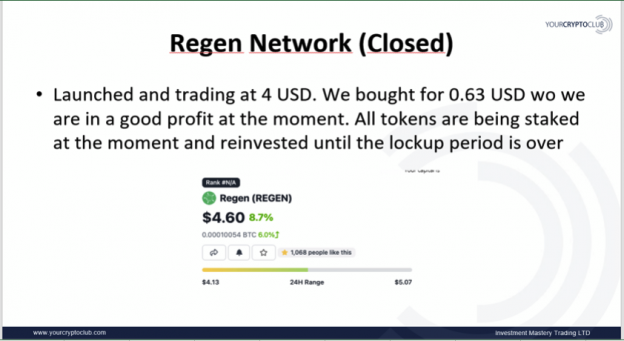 YOURCRYPTOCLUB
Regen Network (Closed)
• Launched and trading at 4 USD. We bought for 0.63 USD wo we
are in a good profit at the moment. All tokens are being staked
at the moment and reinvested until the lockup period is over
Rank #N/A
Regen (REGEN)
$4.60 8.7%
0.00010054 BTC 6.0%
1,068 people like this
$4.13 24H Range $5.07
www.yourcryptoclub.com Investment Mastery Trading LTD